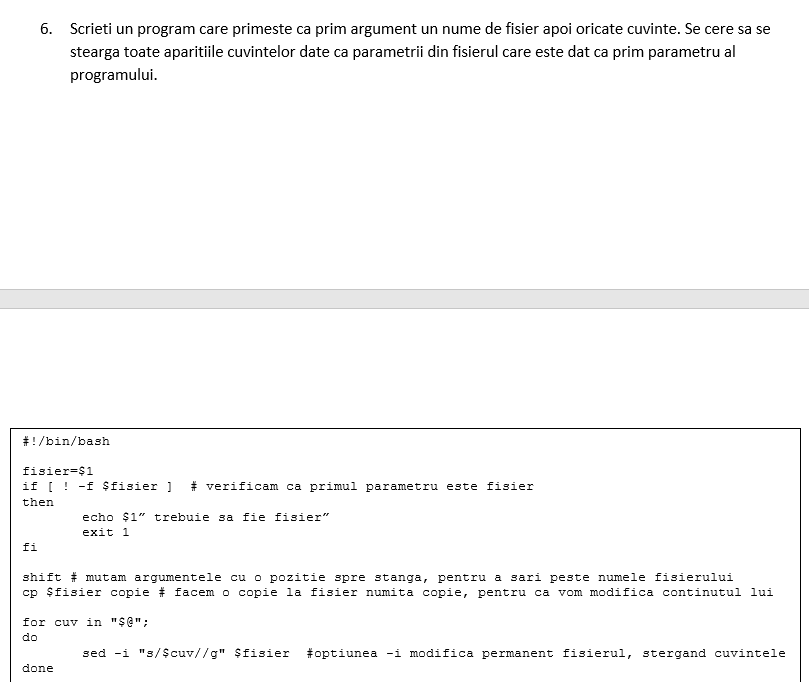 6. Scrieti un program care primeste ca prim argument un nume de fisier apoi oricate cuvinte. Se cere sa se
stearga toate aparitiile cuvintelor date ca parametrii din fisierul care este dat ca prim parametru al
programului.
#!/bin/bash
fisier=$1
if [ ! -f $fisier ]  # verificam ca primul parametru este fisier
then
echo $1” trebuie sa fie fisier”
exit 1
fi
shift # mutam argumentele cu o pozitie spre stanga, pentru a sari peste numele fisierului
cp $fisier copie # facem o copie la fisier numita copie, pentru ca vom modifica continutul lui
for cuv in "$@";
do
sed -i "s/$cuv//g" $fisier  #optiunea -i modifica permanent fisierul, stergand cuvintele
done